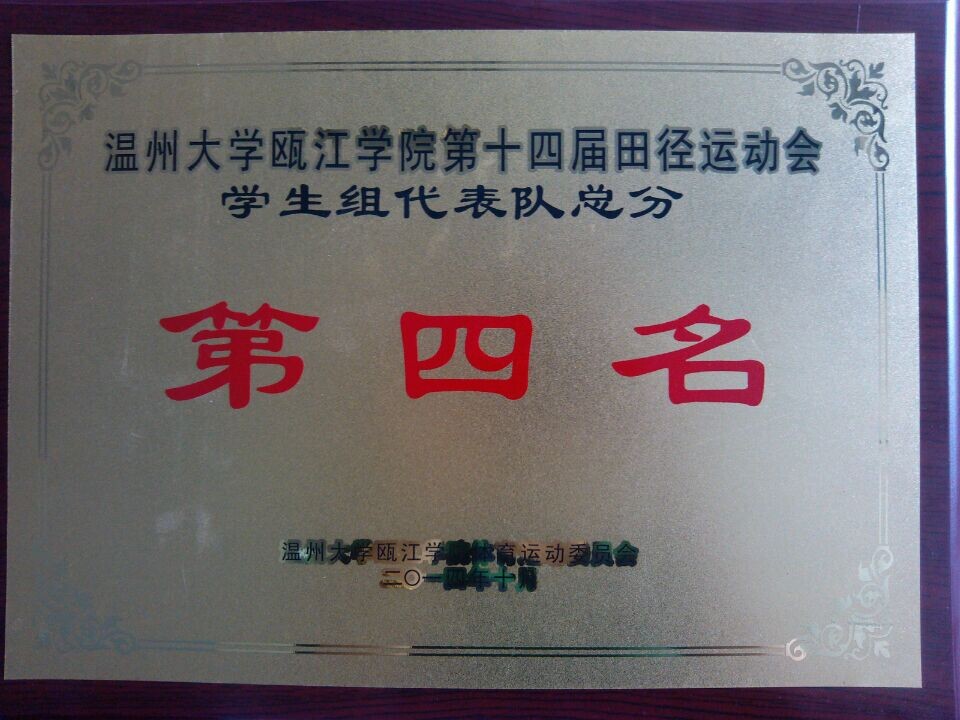 温州大学瓯江学院第十四届田径运动会
学生组代表队总分
第四名
温州大学瓯江学院体育运动委员会
二〇一四年十月